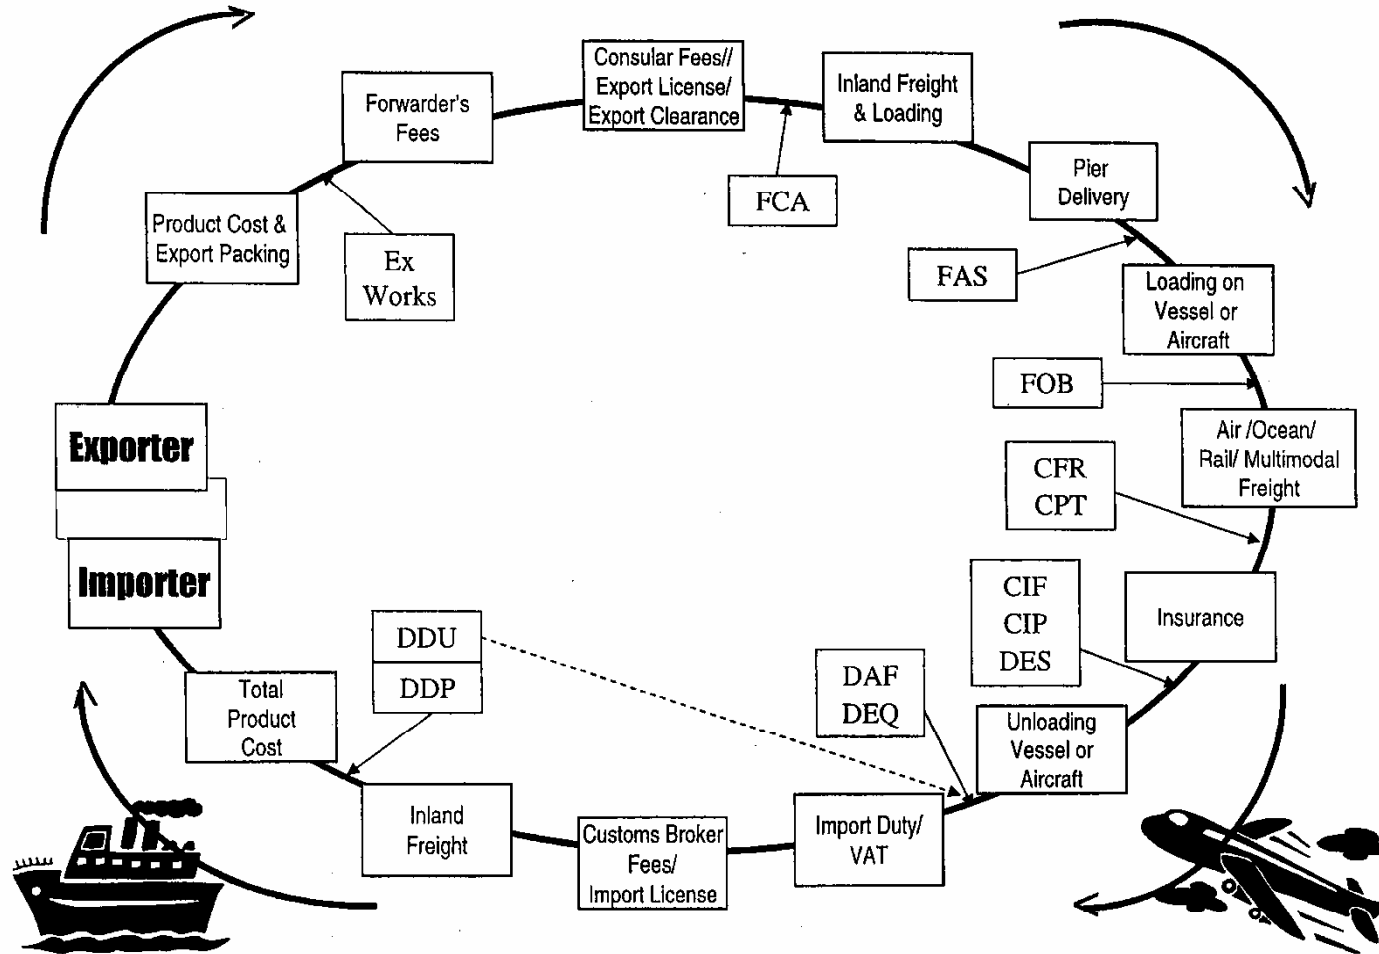 Consular Fees//
Export License/
Export Clearance
Inland Freight
& Loading
Forwarder's
Fees
Pier
Delivery
FCA
Product Cost &
Export Packing
Ex
Works
FAS
Loading on
Vessel or
Aircraft
FOB
Exporter
Air /Ocean/
Rail/ Multimodal
Freight
CFR
CPT
Importer
CIF
CIP
DES
Insurance
DDU
DDP
DAF
DEQ
Total
Product
Cost
Unloading
Vessel or
Aircraft
Inland
Freight
Customs Broker
Fees/
Import License
Import Duty/
VAT